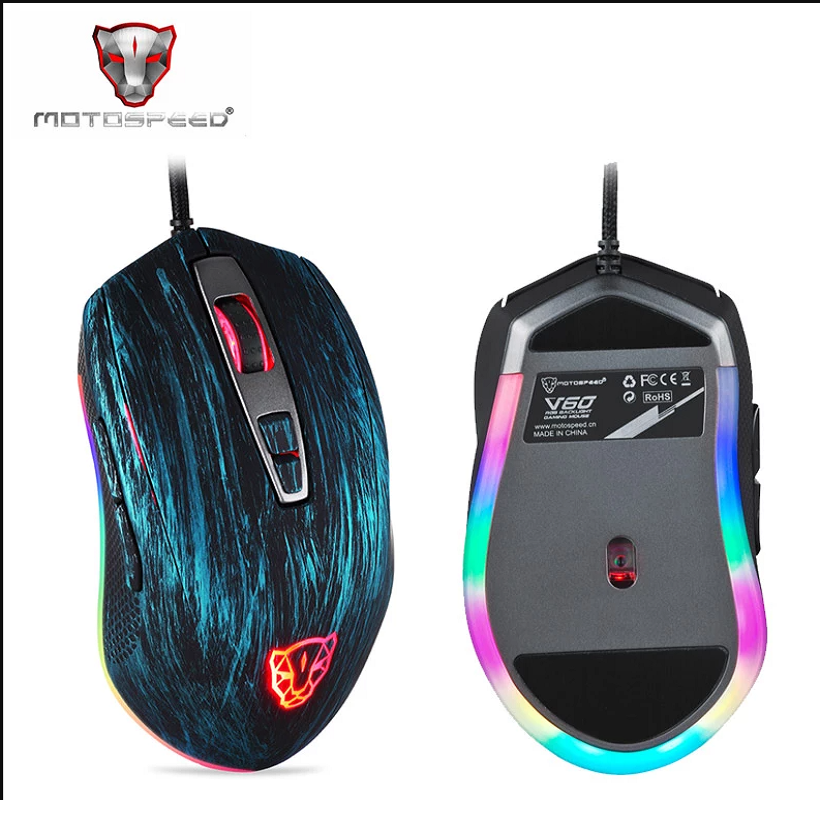 MOTOSPEED®
MOTOSPEED®
FC CE
V60
RoHS
RGB BACKLIGHT
GAMING MOUSE
www.motospeed.cn
MADE IN CHINA